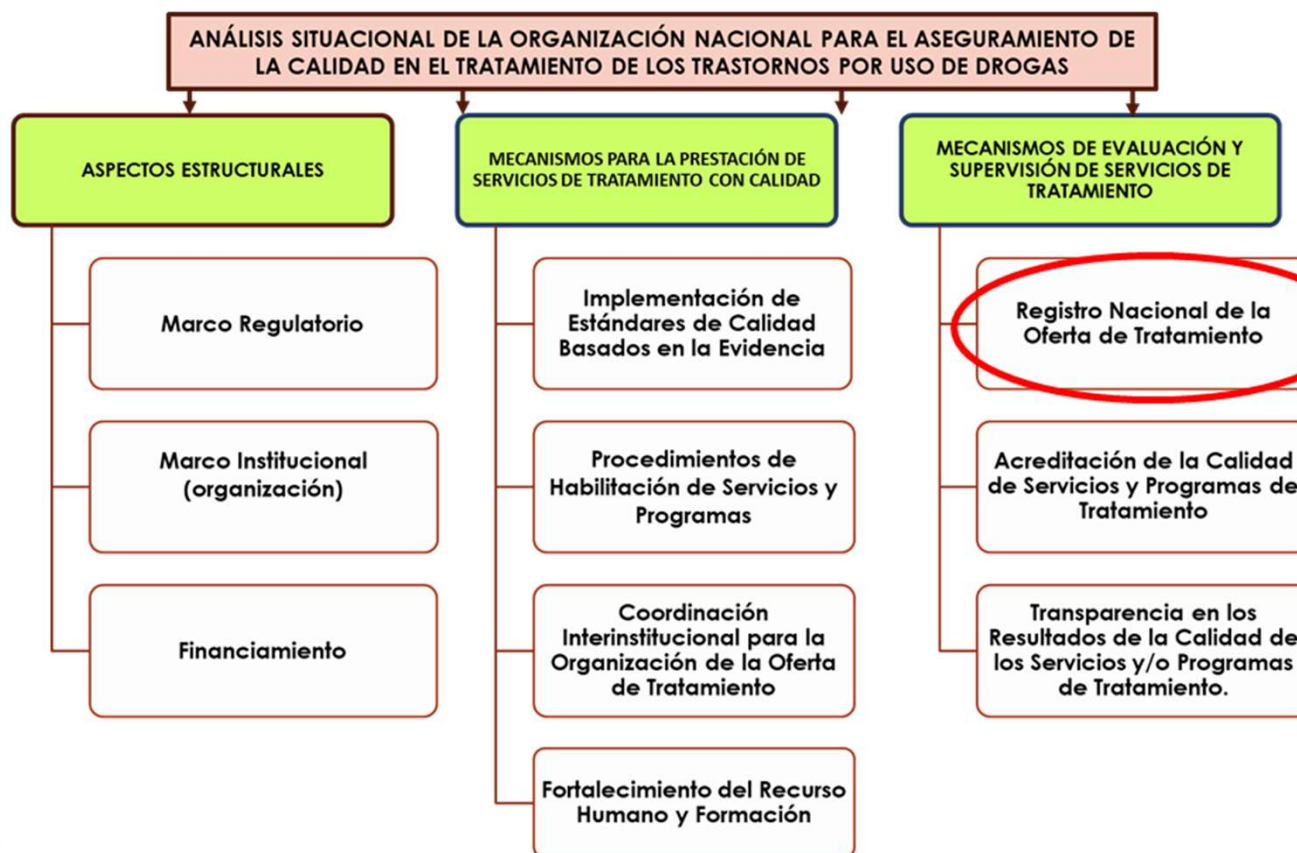 ANÁLISIS SITUACIONAL DE LA ORGANIZACIÓN NACIONAL PARA EL ASEGURAMIENTO DE
LA CALIDAD EN EL TRATAMIENTO DE LOS TRASTORNOS POR USO DE DROGAS
ASPECTOS ESTRUCTURALES
Marco Regulatorio
Marco Institucional
(organización)
Financiamiento
MECANISMOS PARA LA PRESTACIÓN DE
SERVICIOS DE TRATAMIENTO CON CALIDAD
Implementación de
Estándares de Calidad
Basados en la Evidencia
Procedimientos de
Habilitación de Servicios y
Programas
Coordinación
Interinstitucional para la
Organización de la Oferta
de Tratamiento
Fortalecimiento del Recurso
Humano y Formación
MECANISMOS DE EVALUACIÓN Y
SUPERVISIÓN DE SERVICIOS DE
TRATAMIENTO
Registro Nacional de la
Oferta de Tratamiento
Acreditación de la Calidad
de Servicios y Programas de
Tratamiento
Transparencia en los
Resultados de la Calidad de
los Servicios y/o Programas
de Tratamiento.